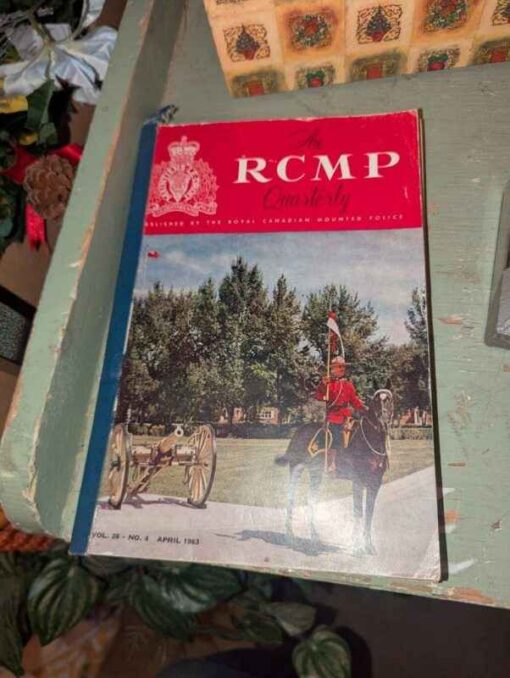 The
RCMP
Quarterly
PUBLISHED BY THE ROYAL CANADIAN MOUNTED POLICE
VOL. 28 - NO. 4 APRIL 1963